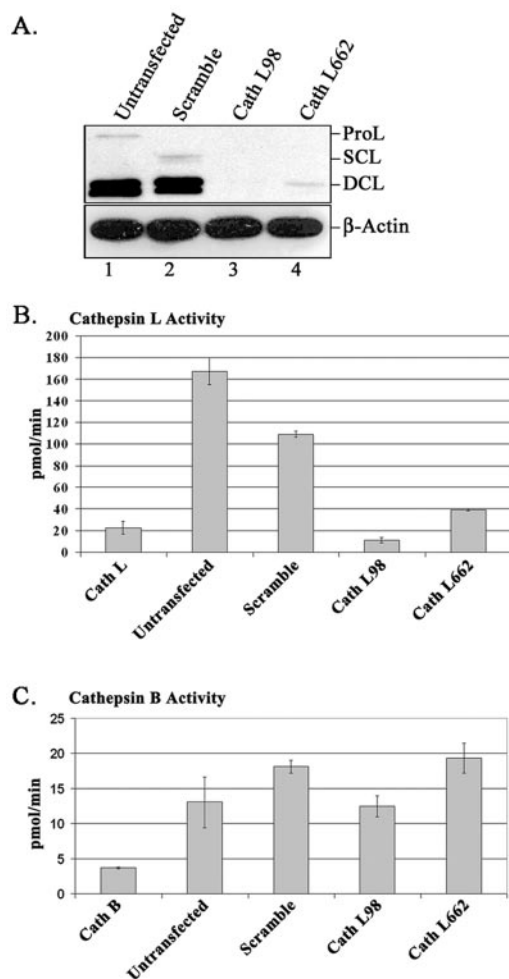 A.
Untransfected
Scramble
Cath L98
Cath L662
ProL
SCL
DCL
β-Actin
1 2 3 4
B. Cathepsin L Activity
pmol/min
200
180
160
140
120
100
80
60
40
20
0
Cath L
Untransfected
Scramble
Cath L98
Cath L662
C. Cathepsin B Activity
pmol/min
25
20
15
10
5
0
Cath B
Untransfected
Scramble
Cath L98
Cath L662